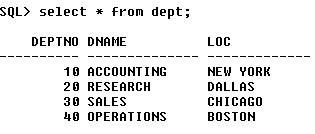 SQL> select * from dept;
DEPTNO DNAME LOC
---------- -------------- -------------
10 ACCOUNTING NEW YORK
20 RESEARCH DALLAS
30 SALES CHICAGO
40 OPERATIONS BOSTON